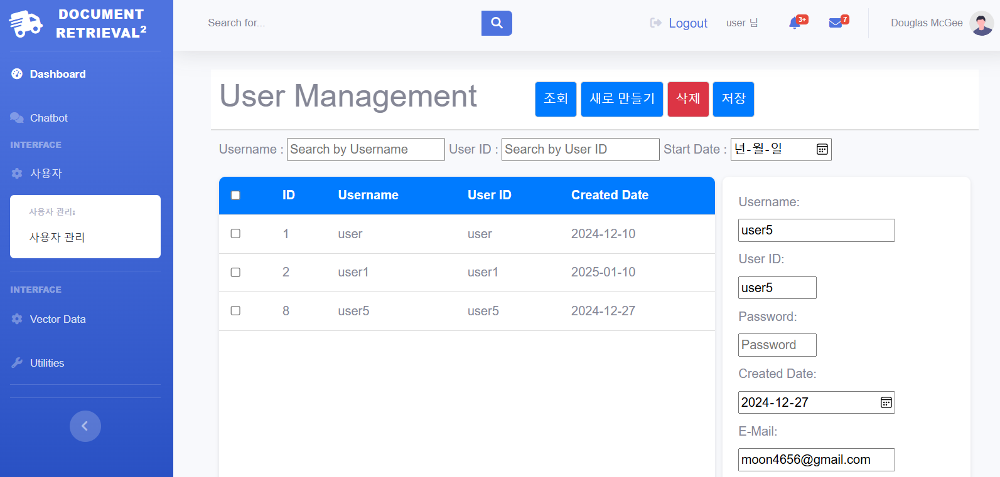 DOCUMENT
RETRIEVAL²
Search for...
Logout
user 님
3+
7
Douglas McGee
Dashboard
Chatbot
INTERFACE
사용자
사용자 관리:
사용자 관리
INTERFACE
Vector Data
Utilities
User Management
조회 새로 만들기 삭제 저장
Username : Search by Username User ID : Search by User ID Start Date : 년-월-일
ID Username User ID Created Date
1 user user 2024-12-10
2 user1 user1 2025-01-10
8 user5 user5 2024-12-27
Username:
user5
User ID:
user5
Password:
Password
Created Date:
2024-12-27
E-Mail:
moon4656@gmail.com